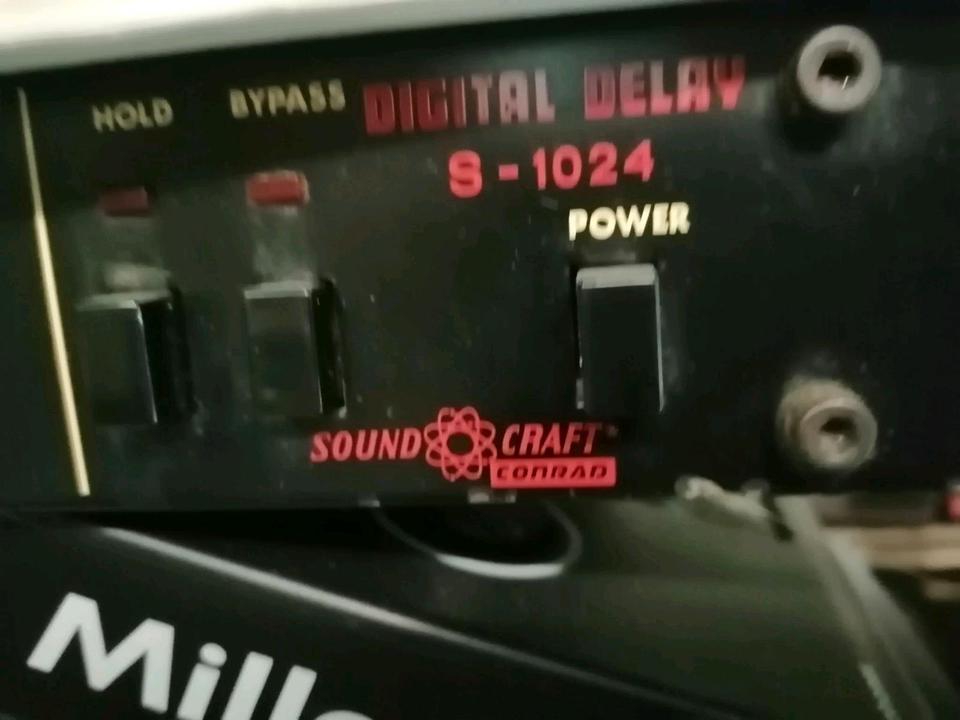 HOLD BYPASS DIGITAL DELAY
S-1024
POWER
SOUND CRAFT
CONRAD